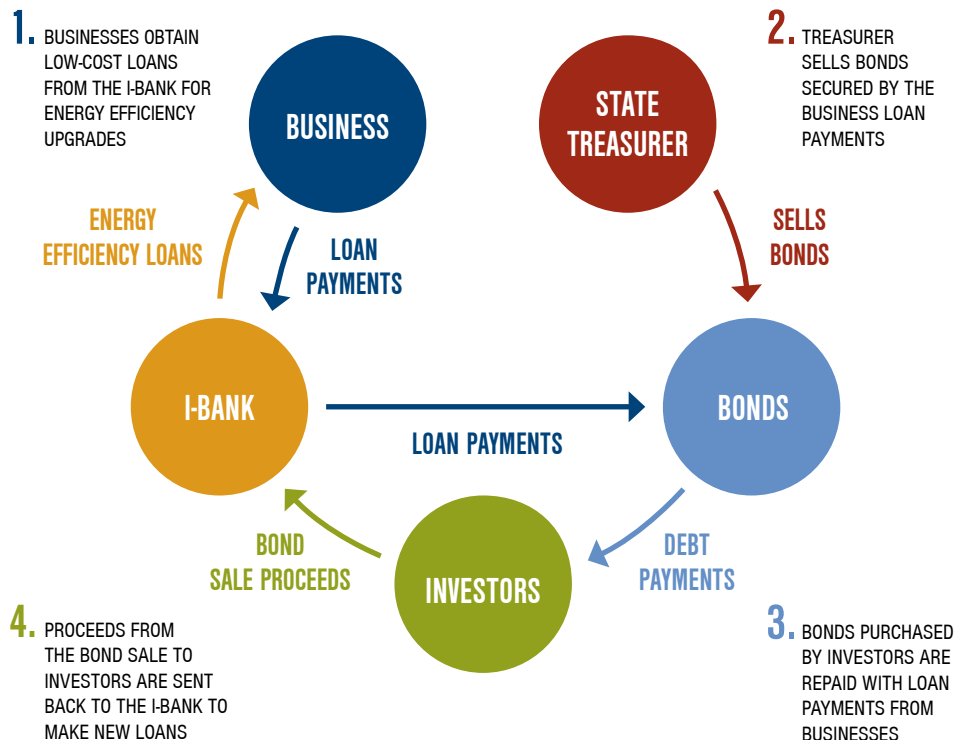 1. BUSINESSES OBTAIN
LOW-COST LOANS
FROM THE I-BANK FOR
ENERGY EFFICIENCY
UPGRADES
BUSINESS
STATE
TREASURER
2. TREASURER
SELLS BONDS
SECURED BY THE
BUSINESS LOAN
PAYMENTS
ENERGY
EFFICIENCY LOANS
LOAN
PAYMENTS
SELLS
BONDS
I-BANK
LOAN PAYMENTS
BONDS
BOND
SALE PROCEEDS
INVESTORS
DEBT
PAYMENTS
4. PROCEEDS FROM
THE BOND SALE TO
INVESTORS ARE SENT
BACK TO THE I-BANK TO
MAKE NEW LOANS
3. BONDS PURCHASED
BY INVESTORS ARE
REPAID WITH LOAN
PAYMENTS FROM
BUSINESSES